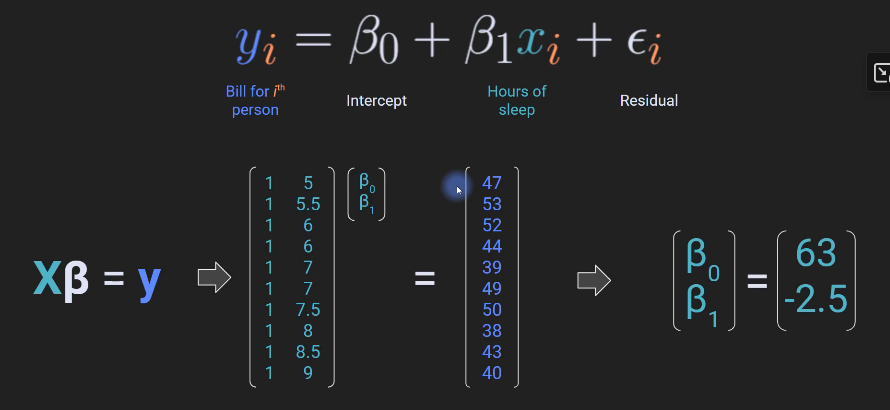 yᵢ = β₀ + β₁xᵢ + ϵᵢ
Bill for iᵗʰ person
Intercept
Hours of sleep
Residual
Xβ = y
1 5
1 5.5
1 6
1 6
1 7
1 7
1 7.5
1 8
1 8.5
1 9
β₀
β₁
=
47
53
52
44
39
49
50
38
43
40
β₀
β₁
=
63
-2.5